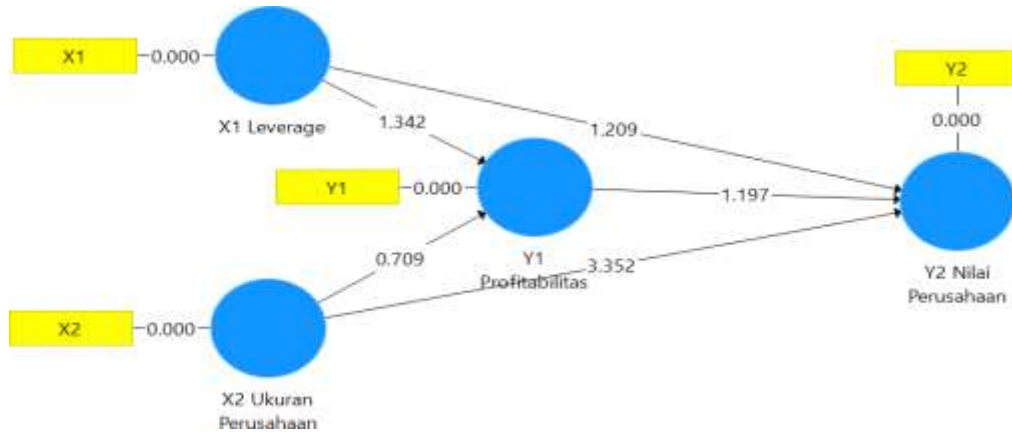 X1
0.000
X1 Leverage
Y2
0.000
1.342
1.209
Y1
0.000
1.197
Y1
Profitabilitas
0.709
3.352
Y2 Nilai
Perusahaan
X2
0.000
X2 Ukuran
Perusahaan